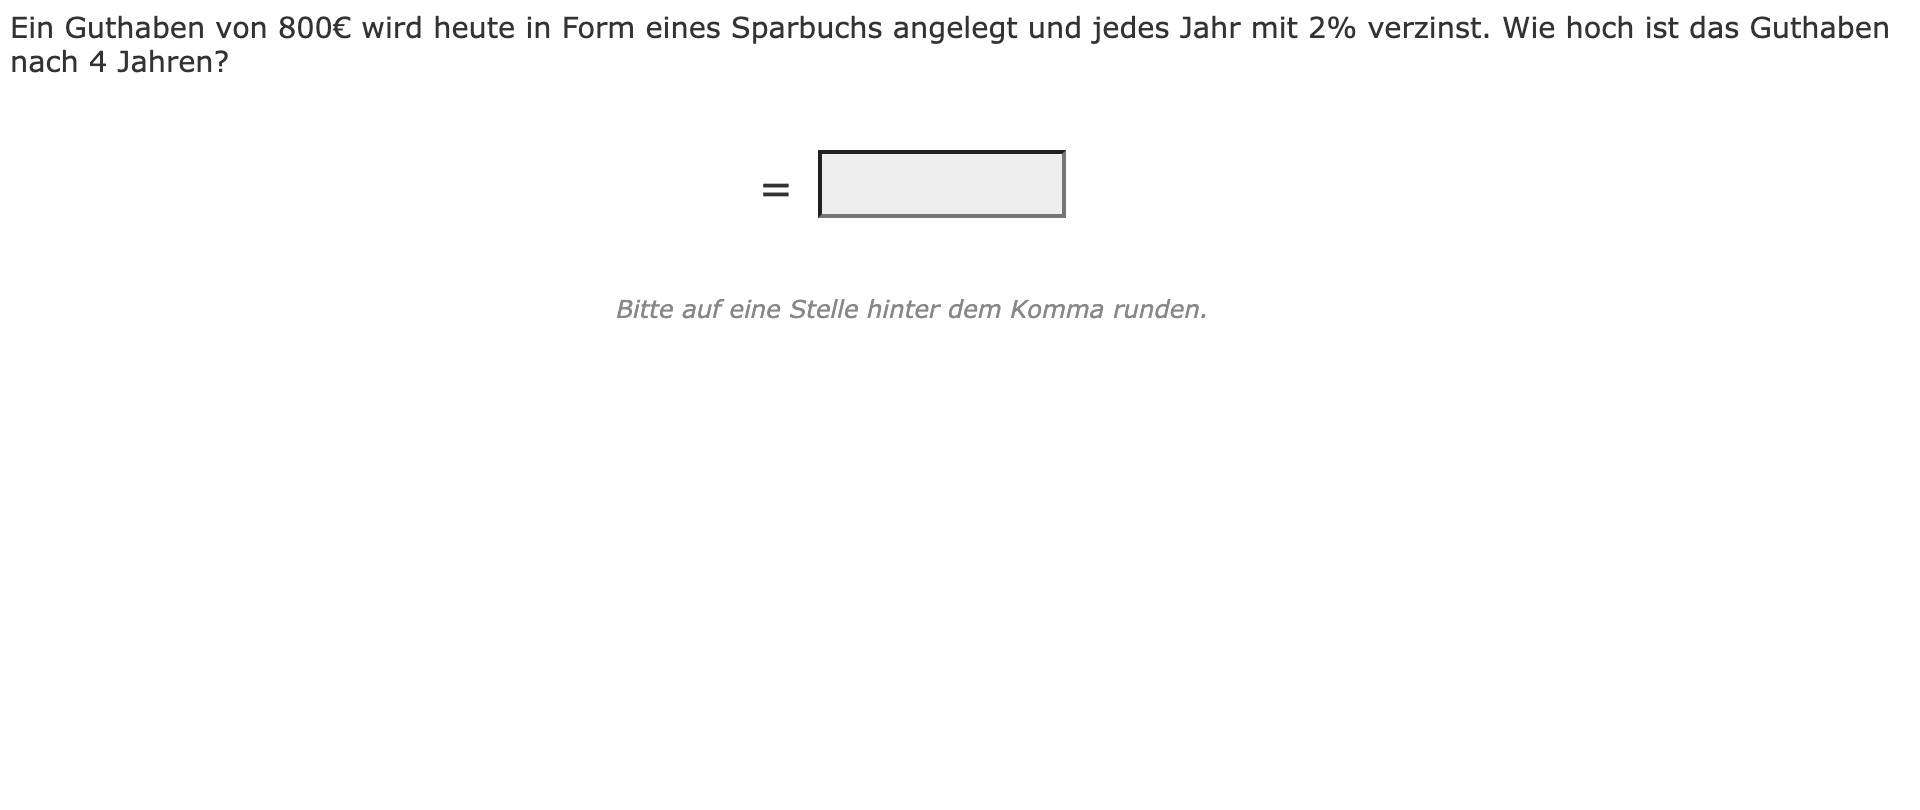 Ein Guthaben von 800€ wird heute in Form eines Sparbuchs angelegt und jedes Jahr mit 2% verzinst. Wie hoch ist das Guthaben
nach 4 Jahren?
=
Bitte auf eine Stelle hinter dem Komma runden.